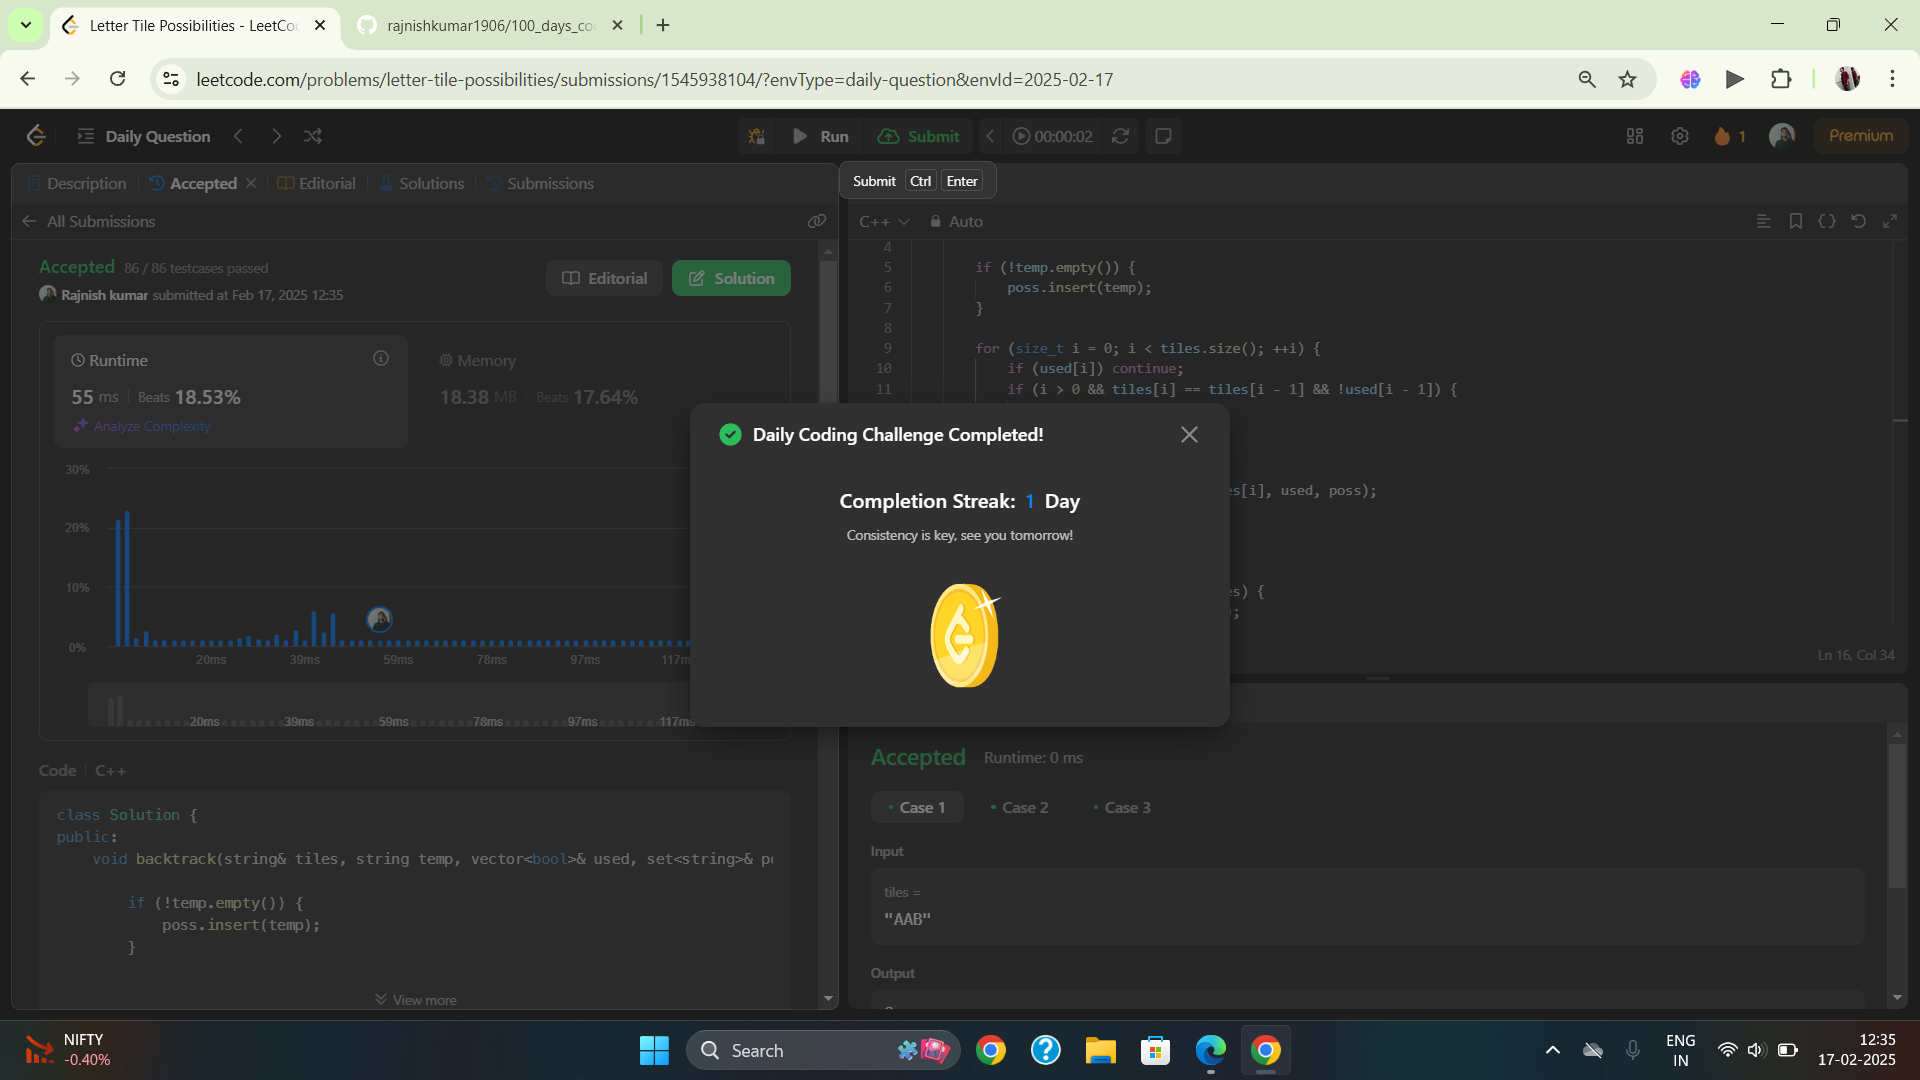 Letter Tile Possibilities - LeetCo
rajnishkumar1906/100_days_co
leetcode.com/problems/letter-tile-possibilities/submissions/1545938104/?envType=daily-question&envId=2025-02-17
Daily Question
Run
Submit
00:00:02
1
Premium
Description
Accepted
Editorial
Solutions
Submissions
Submit Ctrl Enter
All Submissions
Accepted 86 / 86 testcases passed
Rajnish kumar submitted at Feb 17, 2025 12:35
Editorial
Solution
Runtime
55 ms Beats 18.53%
Analyze Complexity
Memory
18.38 MB Beats 17.64%
30%
20%
10%
0%
20ms 39ms 59ms 78ms 97ms 117m
20ms 39ms 59ms 78ms 97ms 117ms
Code C++
class Solution {
public:
void backtrack(string& tiles, string temp, vector<bool>& used, set<string>& p
if (!temp.empty()) {
poss.insert(temp);
}
View more
C++ Auto
4
5 if (!temp.empty()) {
6 poss.insert(temp);
7 }
8
9 for (size_t i = 0; i < tiles.size(); ++i) {
10 if (used[i]) continue;
11 if (i > 0 && tiles[i] == tiles[i - 1] && !used[i - 1]) {
s[i], used, poss);
s) {
;
Ln 16, Col 34
Daily Coding Challenge Completed!
Completion Streak: 1 Day
Consistency is key, see you tomorrow!
Accepted Runtime: 0 ms
Case 1 Case 2 Case 3
Input
tiles =
"AAB"
Output
NIFTY
-0.40%
Search
ENG
IN
12:35
17-02-2025